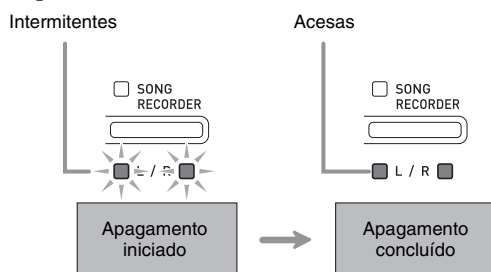 Intermitentes
Acesas
SONG
RECORDER
SONG
RECORDER
L / R
L / R
Apagamento
iniciado
Apagamento
concluído